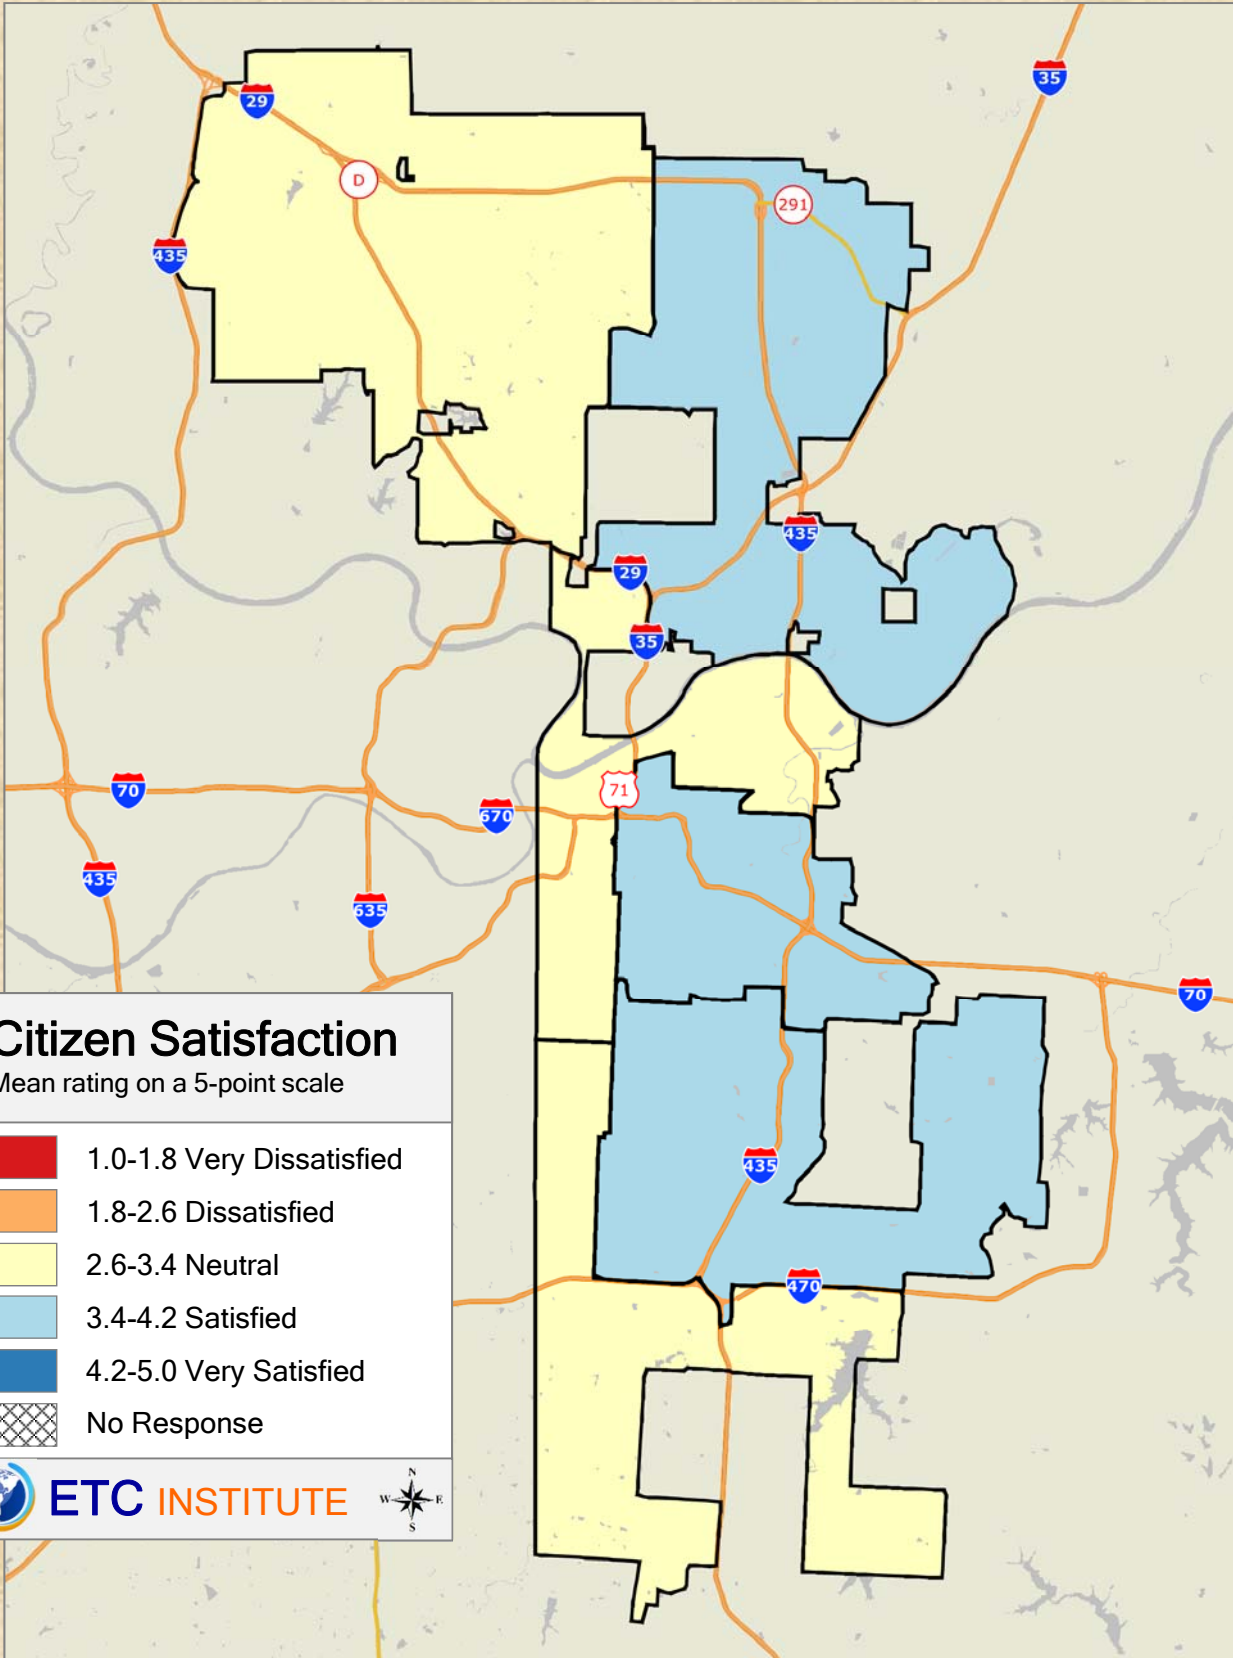 35
29
D
291
435
435
29
35
70
71
670
435
635
70
Citizen Satisfaction
Mean rating on a 5-point scale
435
1.0-1.8 Very Dissatisfied
1.8-2.6 Dissatisfied
2.6-3.4 Neutral
470
3.4-4.2 Satisfied
4.2-5.0 Very Satisfied
No Response
ETC INSTITUTE
N
W E
S